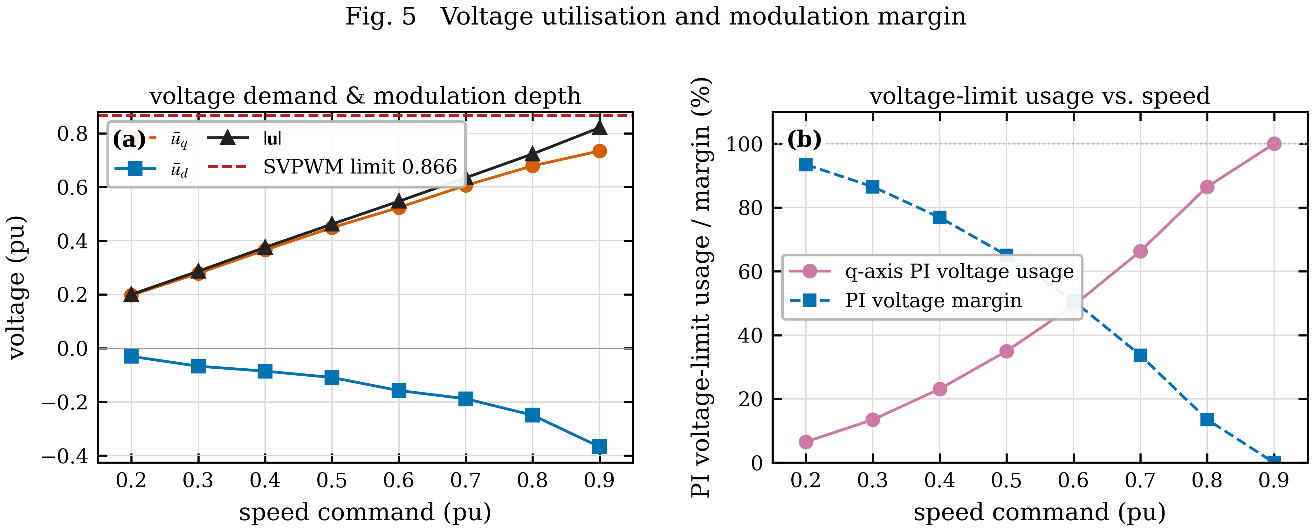 Fig. 5 Voltage utilisation and modulation margin
voltage demand & modulation depth
(a)
ū_q
|u|
ū_d
SVPWM limit 0.866
voltage (pu)
0.8
0.6
0.4
0.2
0.0
−0.2
−0.4
0.2 0.3 0.4 0.5 0.6 0.7 0.8 0.9
speed command (pu)
voltage-limit usage vs. speed
(b)
q-axis PI voltage usage
PI voltage margin
PI voltage-limit usage / margin (%)
100
80
60
40
20
0
0.2 0.3 0.4 0.5 0.6 0.7 0.8 0.9
speed command (pu)